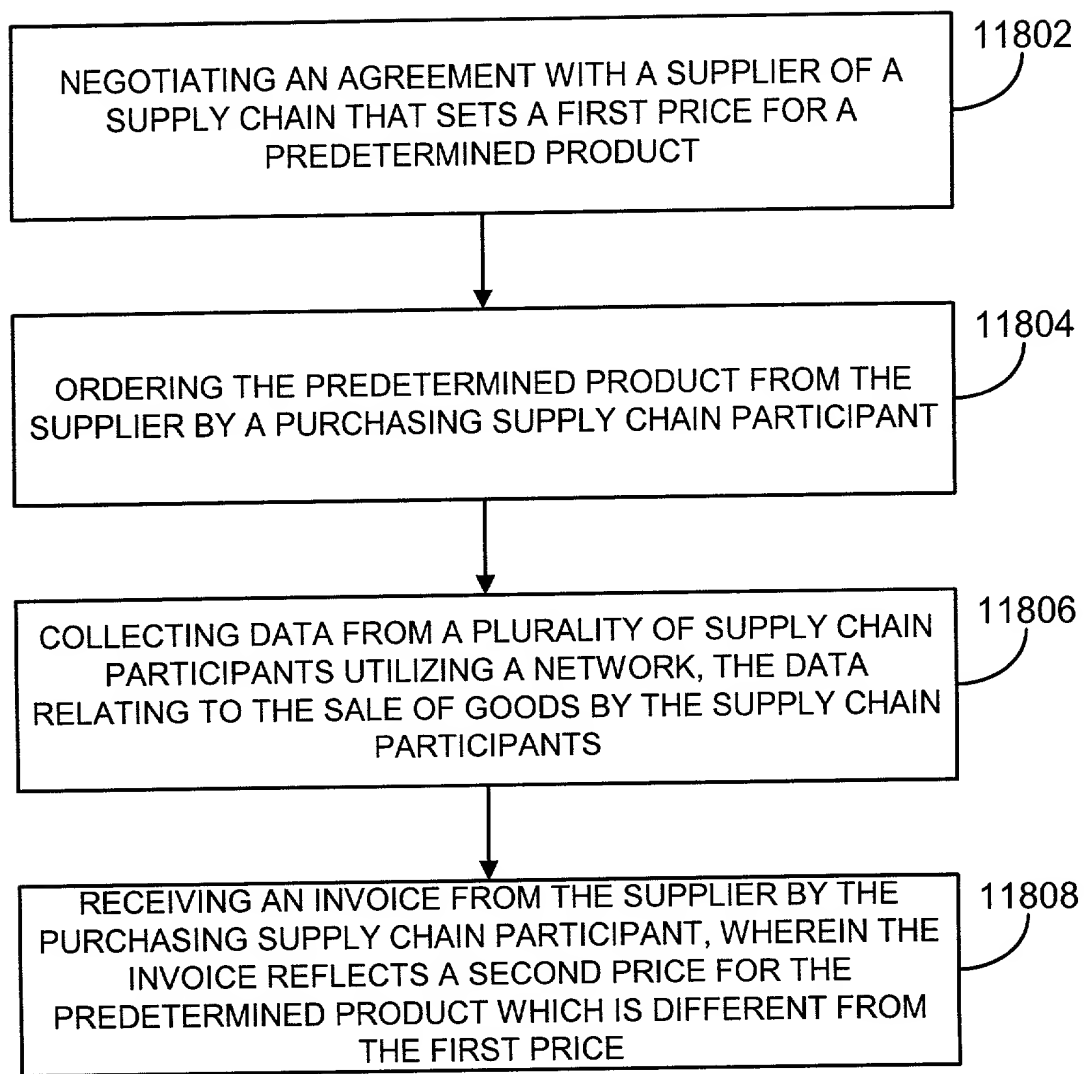 11802
NEGOTIATING AN AGREEMENT WITH A SUPPLIER OF A
SUPPLY CHAIN THAT SETS A FIRST PRICE FOR A
PREDETERMINED PRODUCT
11804
ORDERING THE PREDETERMINED PRODUCT FROM THE
SUPPLIER BY A PURCHASING SUPPLY CHAIN PARTICIPANT
11806
COLLECTING DATA FROM A PLURALITY OF SUPPLY CHAIN
PARTICIPANTS UTILIZING A NETWORK, THE DATA
RELATING TO THE SALE OF GOODS BY THE SUPPLY CHAIN
PARTICIPANTS
11808
RECEIVING AN INVOICE FROM THE SUPPLIER BY THE
PURCHASING SUPPLY CHAIN PARTICIPANT, WHEREIN THE
INVOICE REFLECTS A SECOND PRICE FOR THE
PREDETERMINED PRODUCT WHICH IS DIFFERENT FROM
THE FIRST PRICE